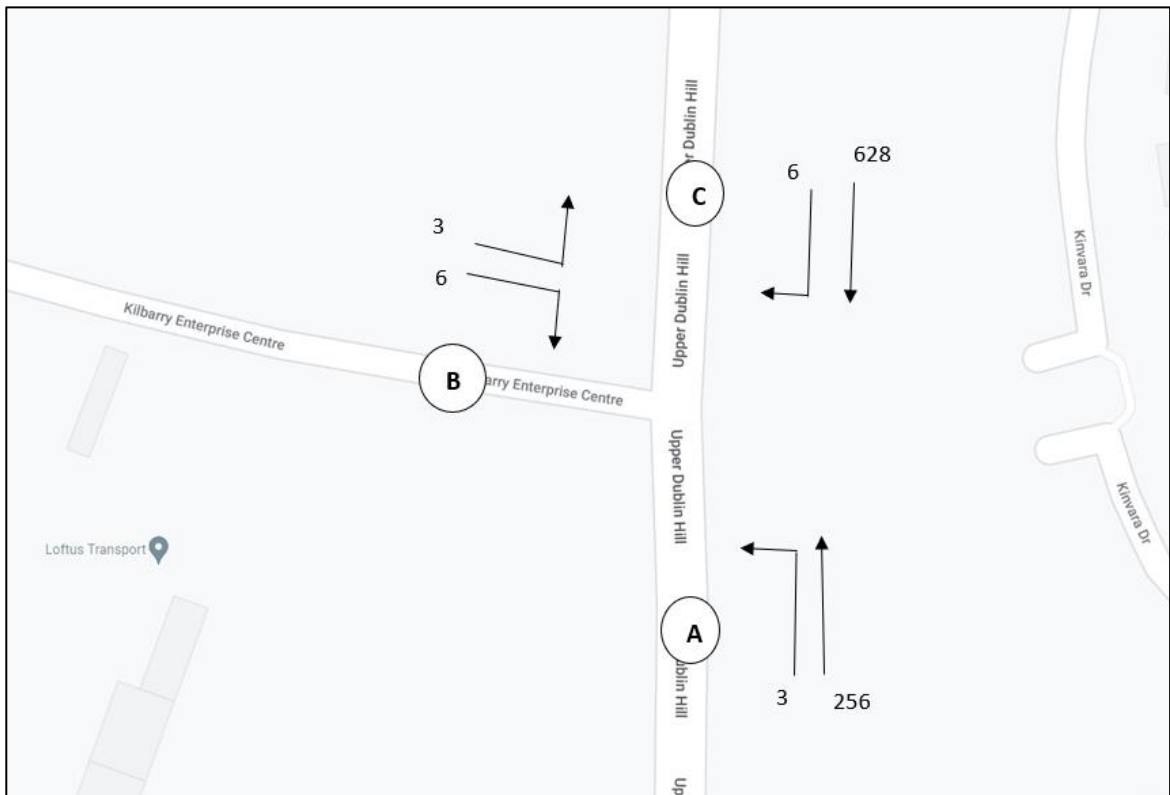 r Dublin Hill
C
6
628
3
6
Upper Dublin Hill
Kinvara Dr
Kilbarry Enterprise Centre
B
arry Enterprise Centre
Upper Dublin Hill
Kinvara Dr
Loftus Transport
A
ublin Hill
3
256
Up